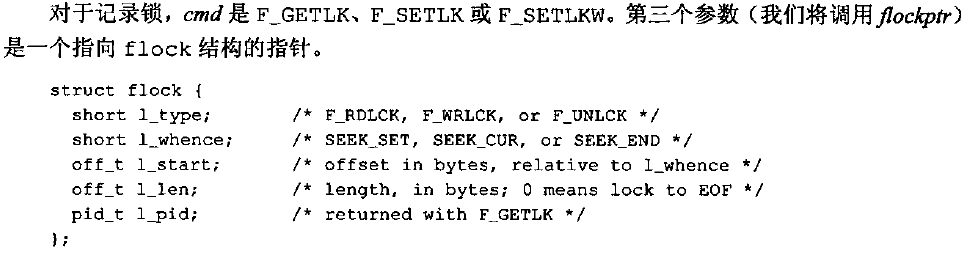 对于记录锁，cmd 是 F_GETLK、F_SETLK 或 F_SETLKW。第三个参数（我们将调用 flockptr）
是一个指向 flock 结构的指针。
struct flock {
  short l_type;          /* F_RDLCK, F_WRLCK, or F_UNLCK */
  short l_whence;        /* SEEK_SET, SEEK_CUR, or SEEK_END */
  off_t l_start;         /* offset in bytes, relative to l_whence */
  off_t l_len;           /* length, in bytes; 0 means lock to EOF */
  pid_t l_pid;           /* returned with F_GETLK */
};